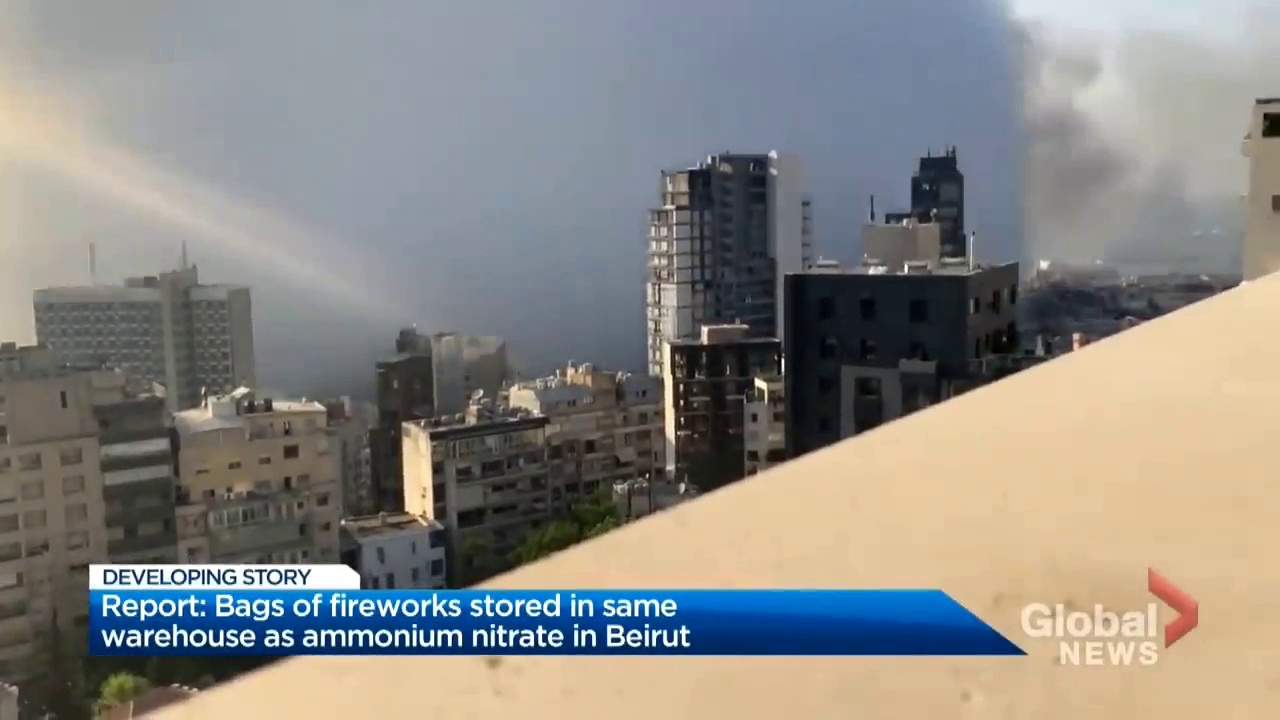 DEVELOPING STORY
Report: Bags of fireworks stored in same
warehouse as ammonium nitrate in Beirut
Global
NEWS